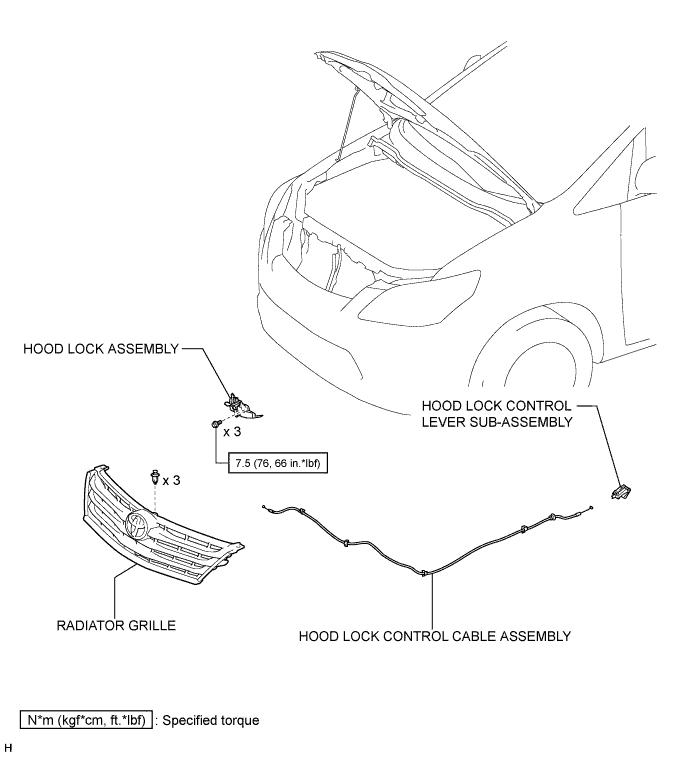 HOOD LOCK ASSEMBLY
HOOD LOCK CONTROL
LEVER SUB-ASSEMBLY
x 3
7.5 (76, 66 in.*lbf)
x 3
RADIATOR GRILLE
HOOD LOCK CONTROL CABLE ASSEMBLY
N*m (kgf*cm, ft.*lbf) : Specified torque
H